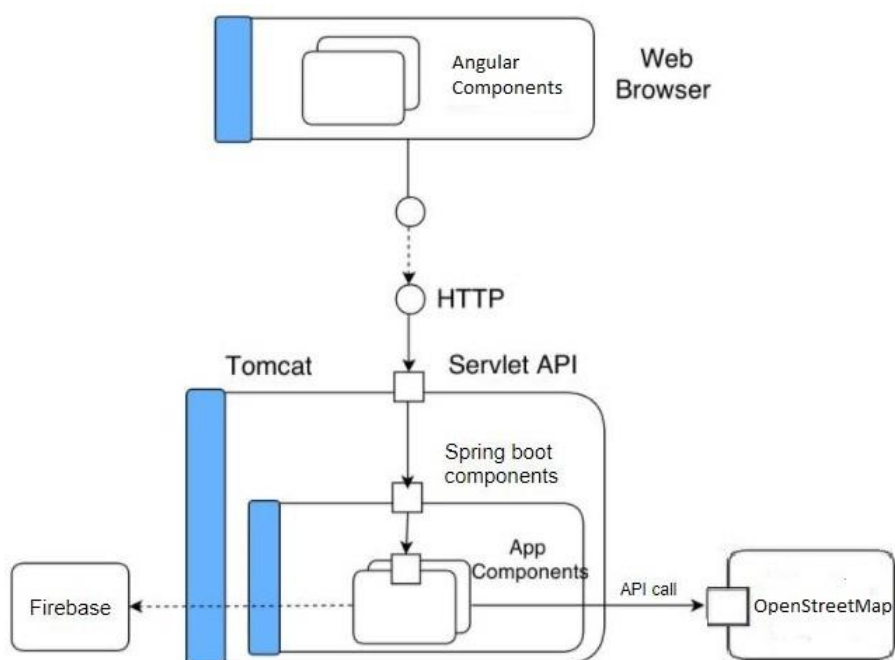 Angular
Components
Web
Browser
HTTP
Tomcat
Servlet API
Spring boot
components
App
Components
API call
Firebase
OpenStreetMap